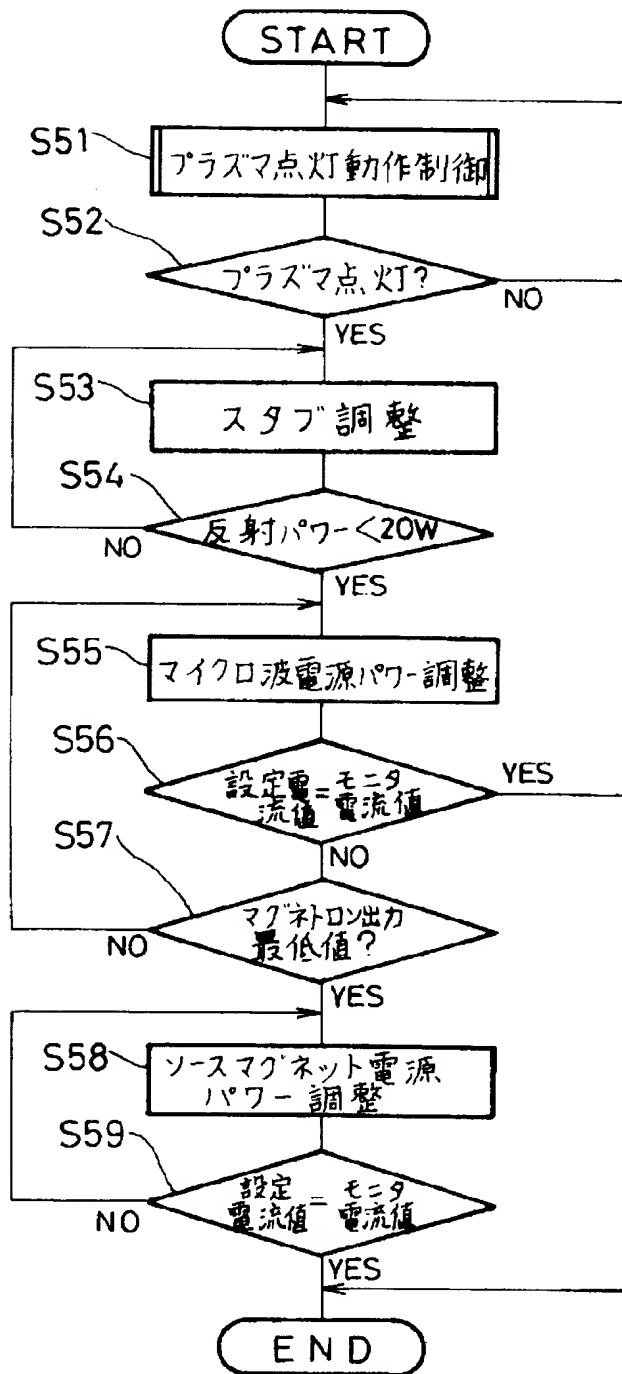 START
S51
プラズマ点灯動作制御
S52
プラズマ点灯?
NO
YES
S53
スタブ調整
S54
反射パワー<20W
NO
YES
S55
マイクロ波電源パワー調整
S56
設定電流値=モニタ電流値
YES
NO
S57
マグネトロン出力
最低値?
NO
YES
S58
ソースマグネット電源
パワー調整
S59
設定電流値=モニタ電流値
NO
YES
END